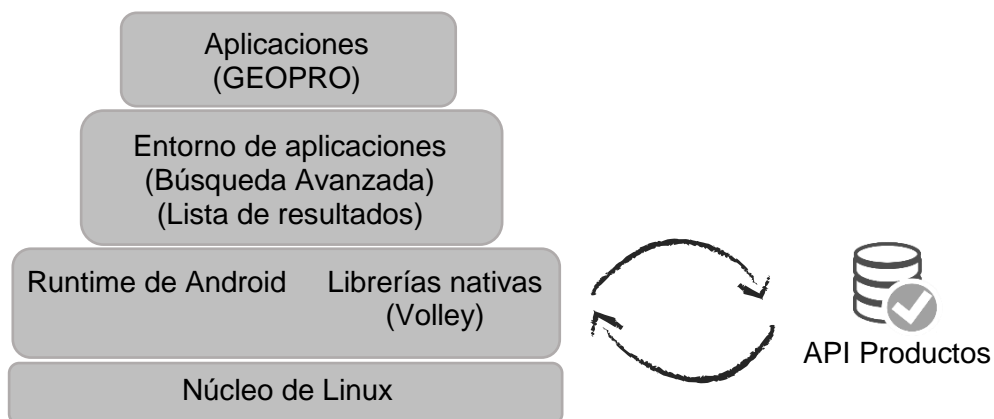 Aplicaciones
(GEOPRO)
Entorno de aplicaciones
(Búsqueda Avanzada)
(Lista de resultados)
Runtime de Android
Librerías nativas
(Volley)
Núcleo de Linux
API Productos